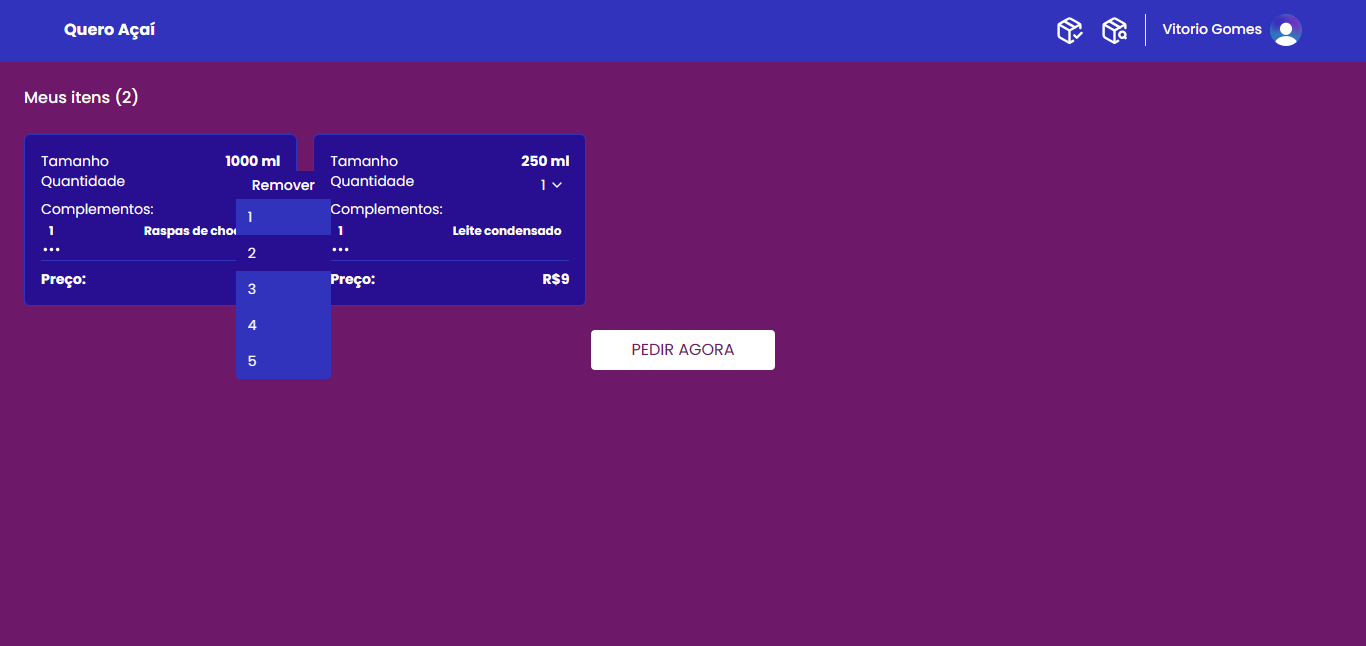 Quero Açaí
Vitorio Gomes
Meus itens (2)
Tamanho 1000 ml
Quantidade
Complementos:
1 Raspas de choc
...
Preço:
Remover
1
2
3
4
5
Tamanho 250 ml
Quantidade 1
Complementos:
1 Leite condensado
...
Preço: R$9
PEDIR AGORA